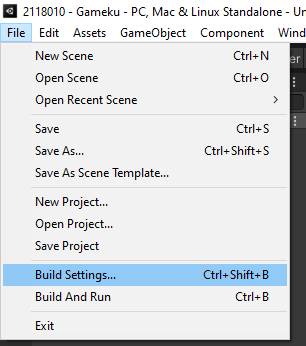 2118010 - Gameku - PC, Mac & Linux Standalone - Un
File Edit Assets GameObject Component Window
New Scene Ctrl+N
Open Scene Ctrl+O
Open Recent Scene
Save Ctrl+S
Save As... Ctrl+Shift+S
Save As Scene Template...
New Project...
Open Project...
Save Project
Build Settings... Ctrl+Shift+B
Build And Run Ctrl+B
Exit